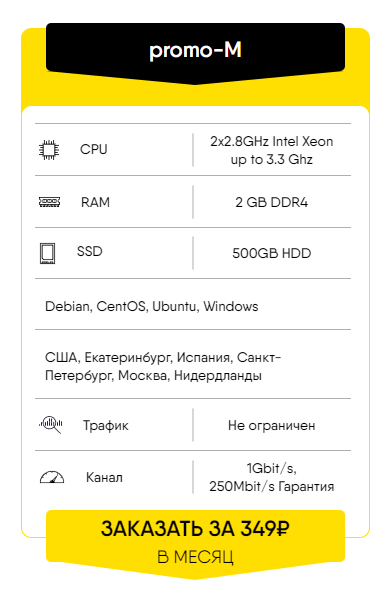 promo-M
CPU
2x2.8GHz Intel Xeon
up to 3.3 Ghz
RAM
2 GB DDR4
SSD
500GB HDD
Debian, CentOS, Ubuntu, Windows
США, Екатеринбург, Испания, Санкт-
Петербург, Москва, Нидердланды
Трафик
Не ограничен
Канал
1Gbit/s,
250Mbit/s Гарантия
ЗАКАЗАТЬ ЗА 349₽
В МЕСЯЦ